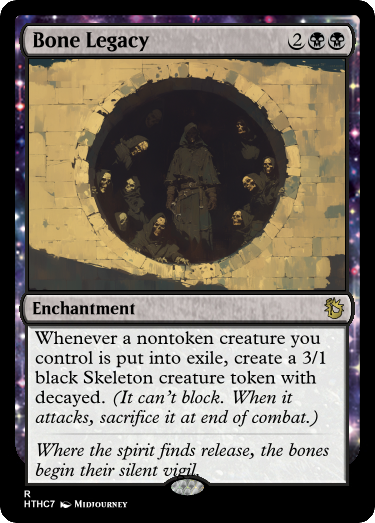 Bone Legacy 2
Enchantment
Whenever a nontoken creature you
control is put into exile, create a 3/1
black Skeleton creature token with
decayed. (It can't block. When it
attacks, sacrifice it at end of combat.)
Where the spirit finds release, the bones
begin their silent vigil.
R
HTHC7 MIDJOURNEY